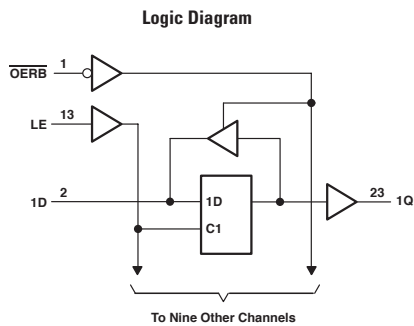 Logic Diagram
OERB 1
LE 13
1D 2
1D
C1
23 1Q
To Nine Other Channels